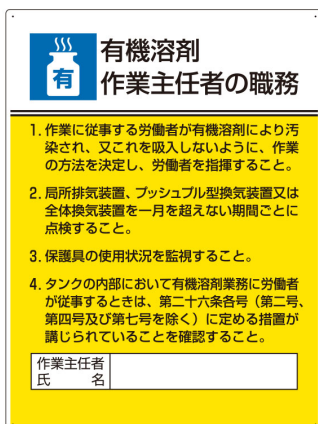 有
有機溶剤
作業主任者の職務
1. 作業に従事する労働者が有機溶剤により汚
染され、又これを吸入しないように、作業
の方法を決定し、労働者を指揮すること。
2. 局所排気装置、プッシュプル型換気装置又は
全体換気装置を一月を超えない期間ごとに
点検すること。
3. 保護具の使用状況を監視すること。
4. タンクの内部において有機溶剤業務に労働者
が従事するときは、第二十六条各号（第二号、
第四号及び第七号を除く）に定める措置が
講じられていることを確認すること。
作業主任者
氏　　名